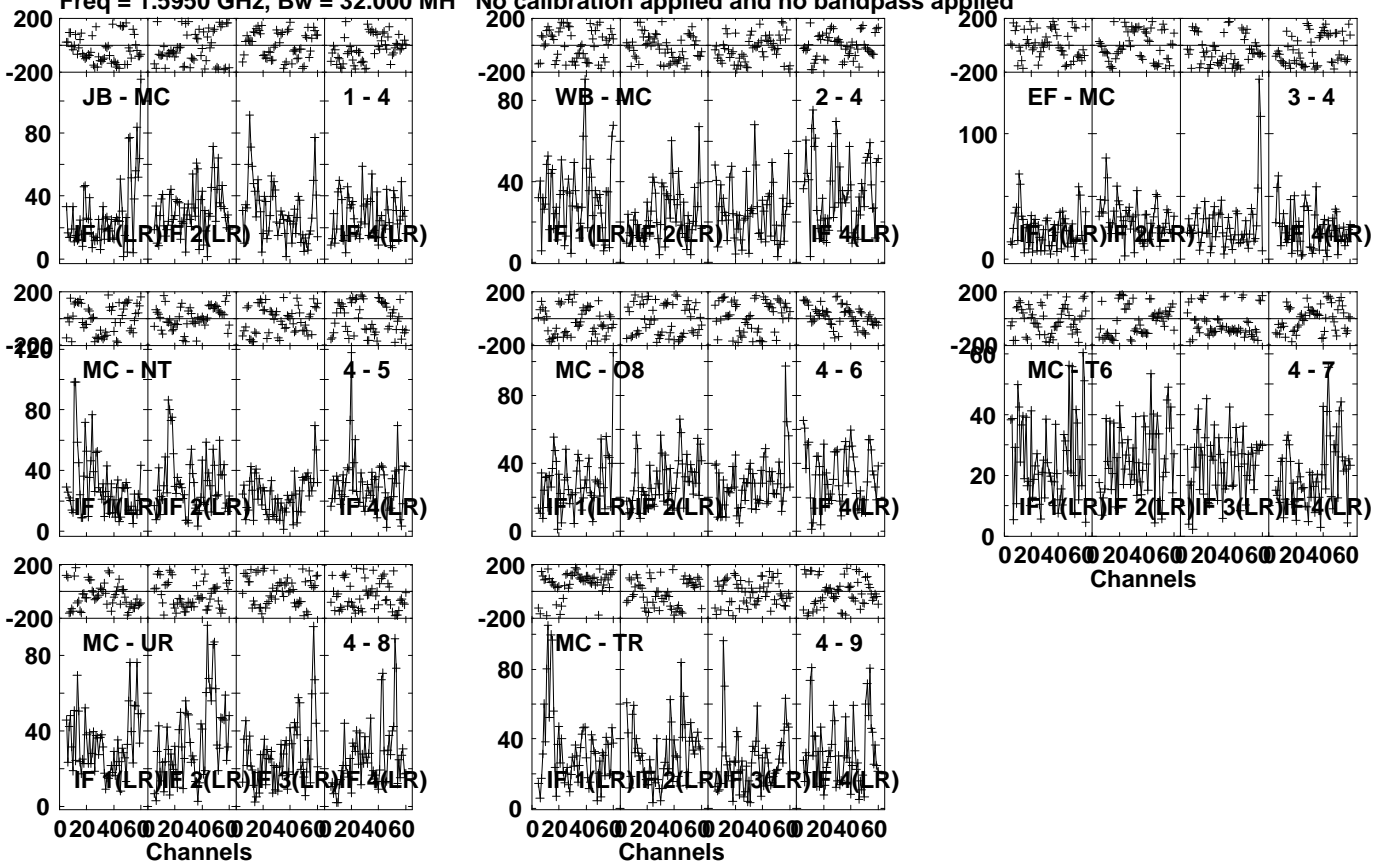 Freq = 1.5950 GHz, Bw = 32.000 MH No calibration applied and no bandpass applied
200
-200
JB - MC 1 - 4
80
40
0
IF 1(LR) IF 2(LR) IF 4(LR)
200
-200
WB - MC 2 - 4
80
40
0
IF 1(LR) IF 2(LR) IF 4(LR)
200
-200
EF - MC 3 - 4
100
0
IF 1(LR) IF 2(LR) IF 4(LR)
200
-200
120
MC - NT 4 - 5
80
40
0
IF 1(LR) IF 2(LR) IF 4(LR)
200
-200
MC - O8 4 - 6
80
40
0
IF 1(LR) IF 2(LR) IF 4(LR)
200
-200
60
MC - T6 4 - 7
40
20
0
IF 1(LR) IF 2(LR) IF 3(LR) IF 4(LR)
0 20 40 60 0 20 40 60 0 20 40 60 0 20 40 60
Channels
200
-200
MC - UR 4 - 8
80
40
0
IF 1(LR) IF 2(LR) IF 3(LR) IF 4(LR)
0 20 40 60 0 20 40 60 0 20 40 60 0 20 40 60
Channels
200
-200
MC - TR 4 - 9
80
40
0
IF 1(LR) IF 2(LR) IF 3(LR) IF 4(LR)
0 20 40 60 0 20 40 60 0 20 40 60 0 20 40 60
Channels